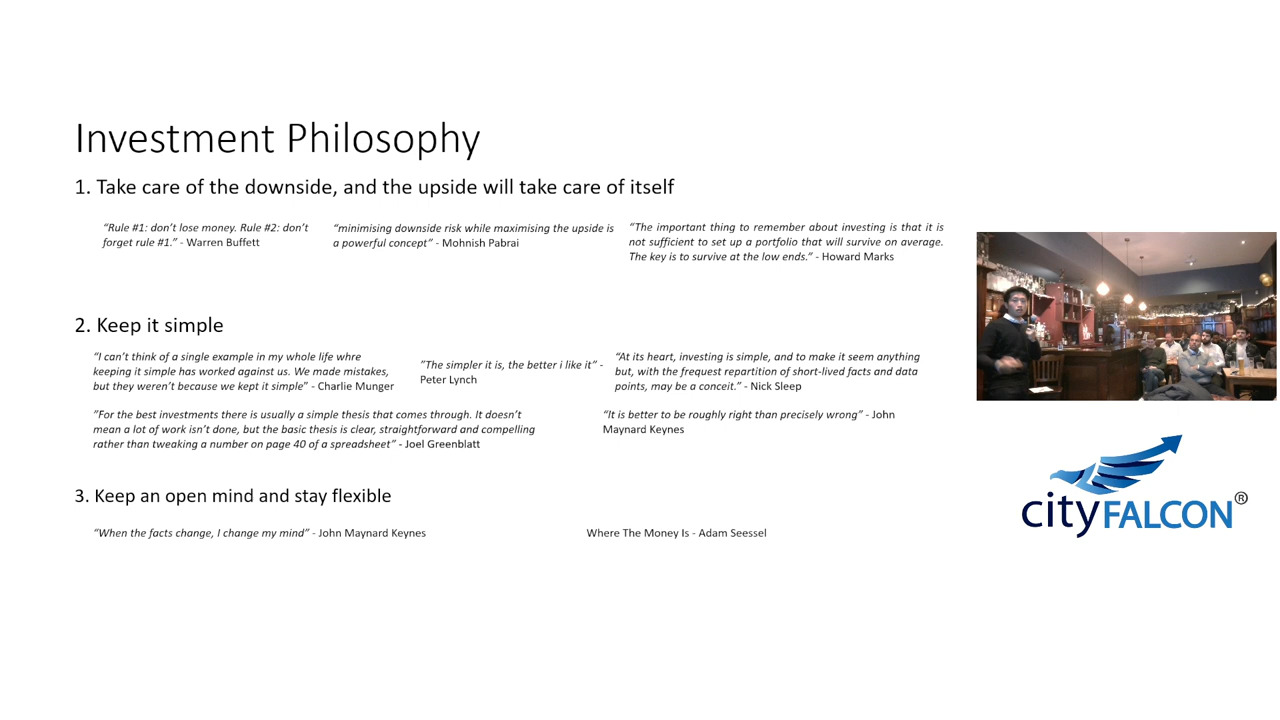 Investment Philosophy
1. Take care of the downside, and the upside will take care of itself
“Rule #1: don’t lose money. Rule #2: don’t
forget rule #1.” - Warren Buffett
“minimising downside risk while maximising the upside is
a powerful concept” - Mohnish Pabrai
“The important thing to remember about investing is that it is
not sufficient to set up a portfolio that will survive on average.
The key is to survive at the low ends.” - Howard Marks
2. Keep it simple
“I can’t think of a single example in my whole life whre
keeping it simple has worked against us. We made mistakes,
but they weren’t because we kept it simple” - Charlie Munger
”The simpler it is, the better i like it” -
Peter Lynch
“At its heart, investing is simple, and to make it seem anything
but, with the frequest repartition of short-lived facts and data
points, may be a conceit.” - Nick Sleep
”For the best investments there is usually a simple thesis that comes through. It doesn’t
mean a lot of work isn’t done, but the basic thesis is clear, straightforward and compelling
rather than tweaking a number on page 40 of a spreadsheet” - Joel Greenblatt
“It is better to be roughly right than precisely wrong” - John
Maynard Keynes
3. Keep an open mind and stay flexible
“When the facts change, I change my mind” - John Maynard Keynes
Where The Money Is - Adam Seessel
cityFALCON®